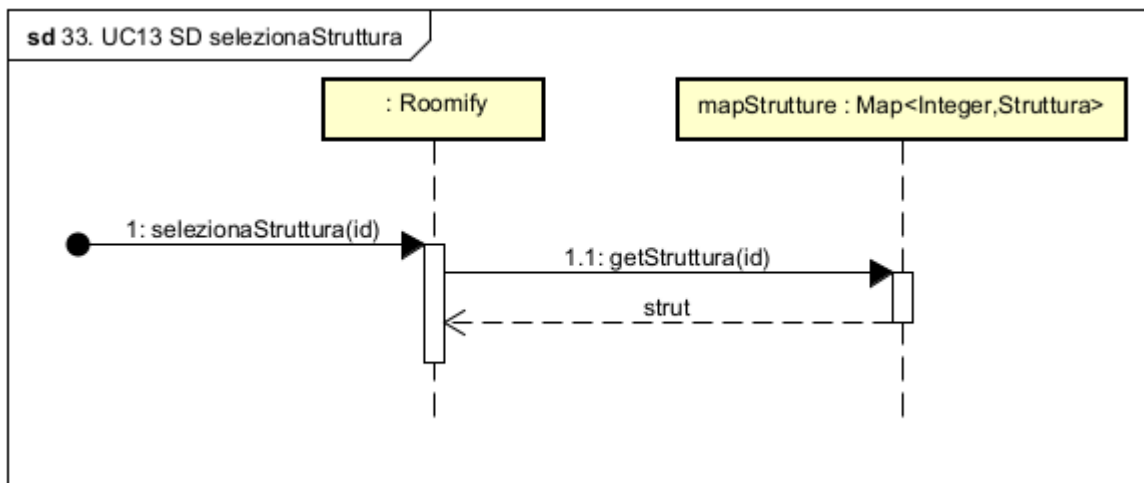 sd 33. UC13 SD selezionaStruttura
: Roomify
mapStrutture : Map<Integer,Struttura>
1: selezionaStruttura(id)
1.1: getStruttura(id)
strut